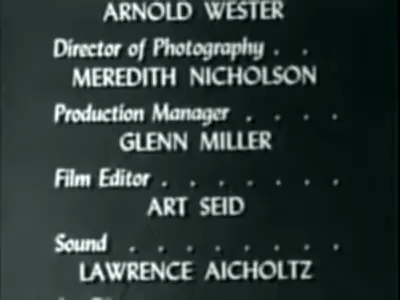 ARNOLD WESTER
Director of Photography . .
MEREDITH NICHOLSON
Production Manager . . . .
GLENN MILLER
Film Editor . . . . . . .
ART SEID
Sound . . . . . . . .
LAWRENCE AICHOLTZ